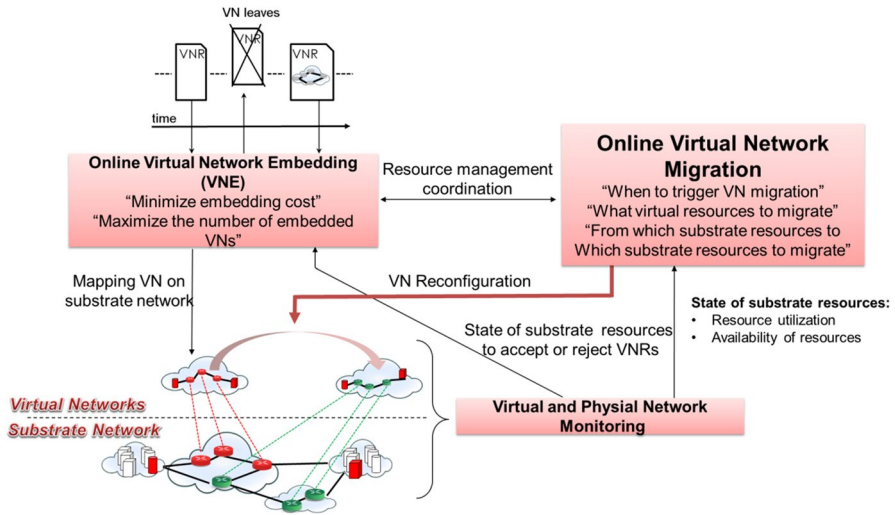 VN leaves
VNR
VNR
VNR
time
Online Virtual Network Embedding
(VNE)
“Minimize embedding cost”
“Maximize the number of embedded
VNs”
Resource management
coordination
Online Virtual Network
Migration
“When to trigger VN migration”
“What virtual resources to migrate”
“From which substrate resources to
Which substrate resources to migrate”
Mapping VN on
substrate network
VN Reconfiguration
State of substrate resources
to accept or reject VNRs
State of substrate resources:
• Resource utilization
• Availability of resources
Virtual Networks
Substrate Network
Virtual and Physial Network
Monitoring